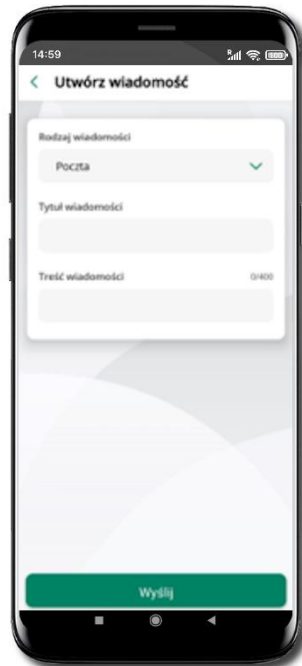 14:59
Utwórz wiadomość
Rodzaj wiadomości
Poczta
Tytuł wiadomości
Treść wiadomości 0/400
Wyślij